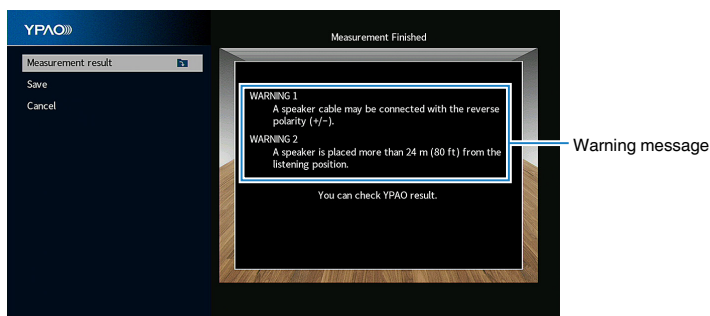 YPAO
Measurement Finished
Measurement result
Save
Cancel
WARNING 1
A speaker cable may be connected with the reverse
polarity (+/-).
WARNING 2
A speaker is placed more than 24 m (80 ft) from the
listening position.
You can check YPAO result.
Warning message